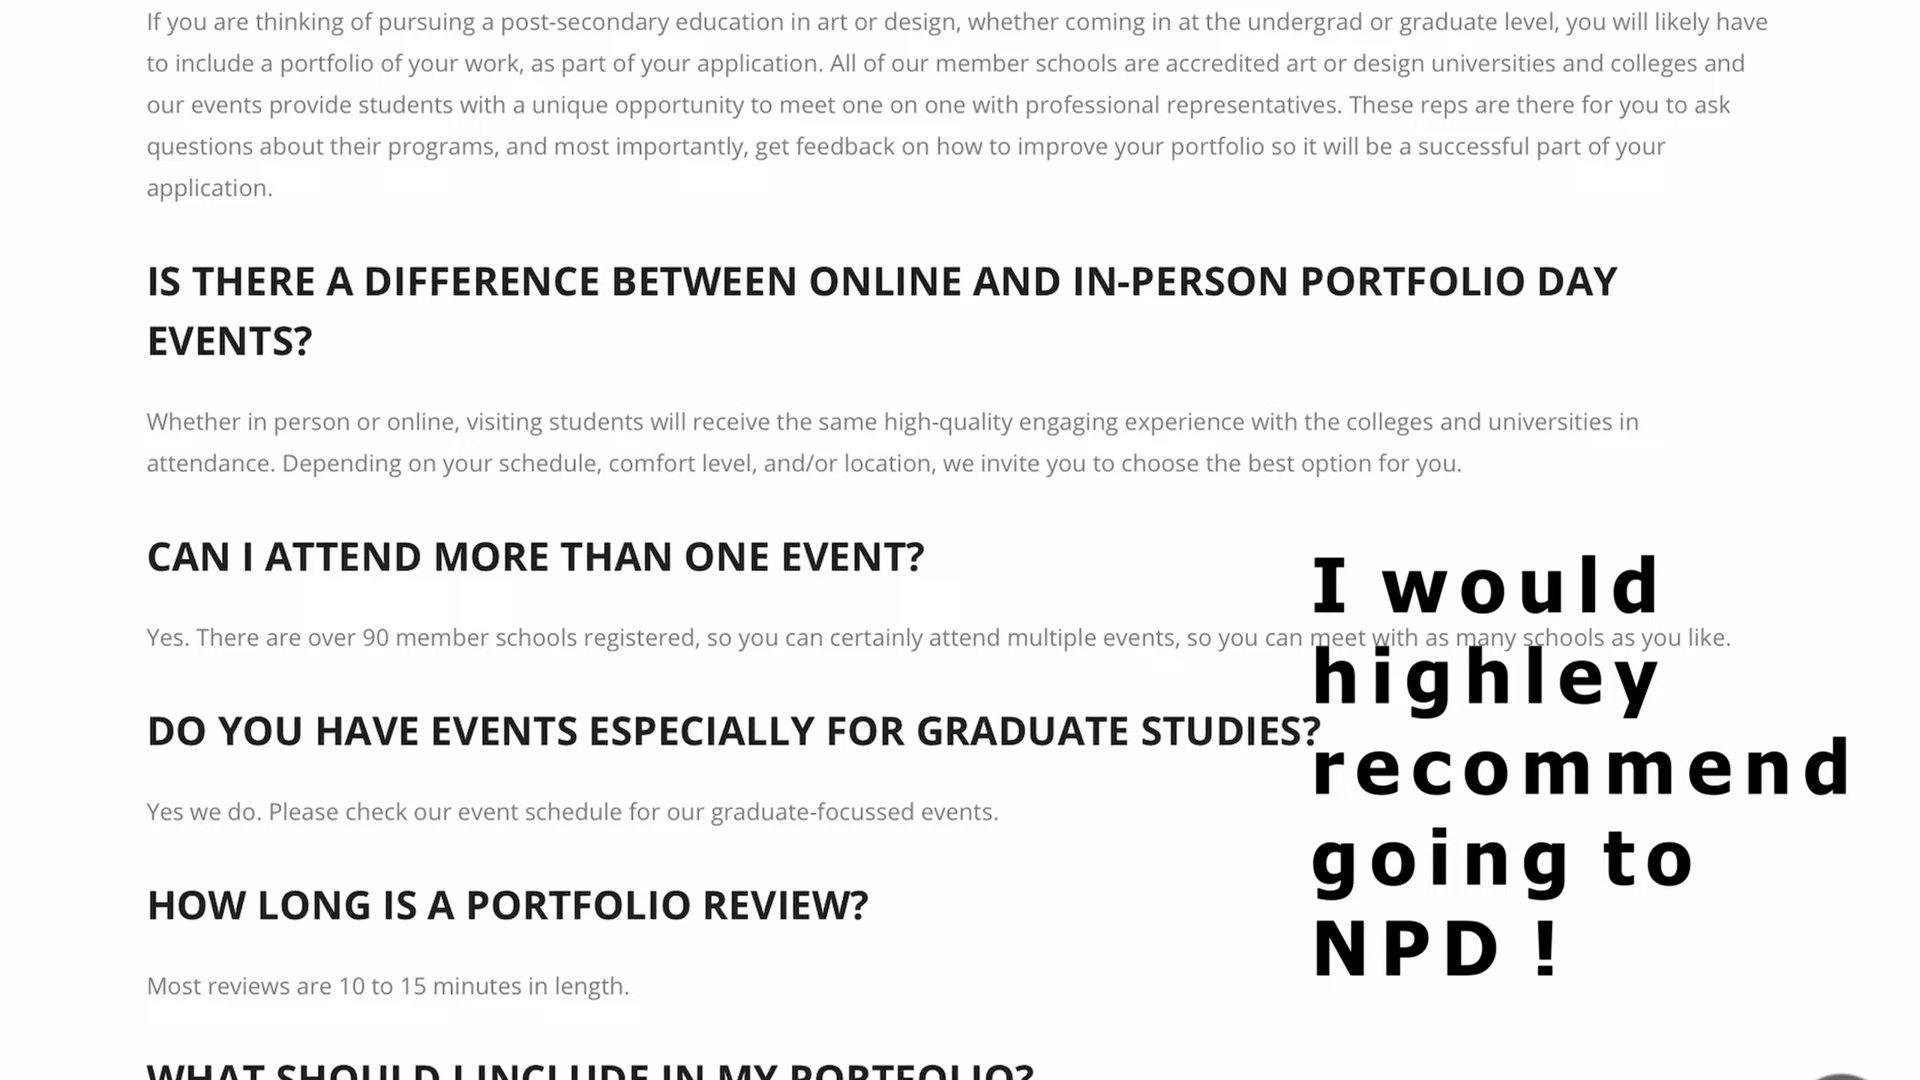 If you are thinking of pursuing a post-secondary education in art or design, whether coming in at the undergrad or graduate level, you will likely have
to include a portfolio of your work, as part of your application. All of our member schools are accredited art or design universities and colleges and
our events provide students with a unique opportunity to meet one on one with professional representatives. These reps are there for you to ask
questions about their programs, and most importantly, get feedback on how to improve your portfolio so it will be a successful part of your
application.
IS THERE A DIFFERENCE BETWEEN ONLINE AND IN-PERSON PORTFOLIO DAY
EVENTS?
Whether in person or online, visiting students will receive the same high-quality engaging experience with the colleges and universities in
attendance. Depending on your schedule, comfort level, and/or location, we invite you to choose the best option for you.
CAN I ATTEND MORE THAN ONE EVENT?
Yes. There are over 90 member schools registered, so you can certainly attend multiple events, so you can meet with as many schools as you like.
DO YOU HAVE EVENTS ESPECIALLY FOR GRADUATE STUDIES?
Yes we do. Please check our event schedule for our graduate-focussed events.
HOW LONG IS A PORTFOLIO REVIEW?
Most reviews are 10 to 15 minutes in length.
WHAT SHOULD I INCLUDE IN MY PORTFOLIO?
I would
highley
recommend
going to
NPD !